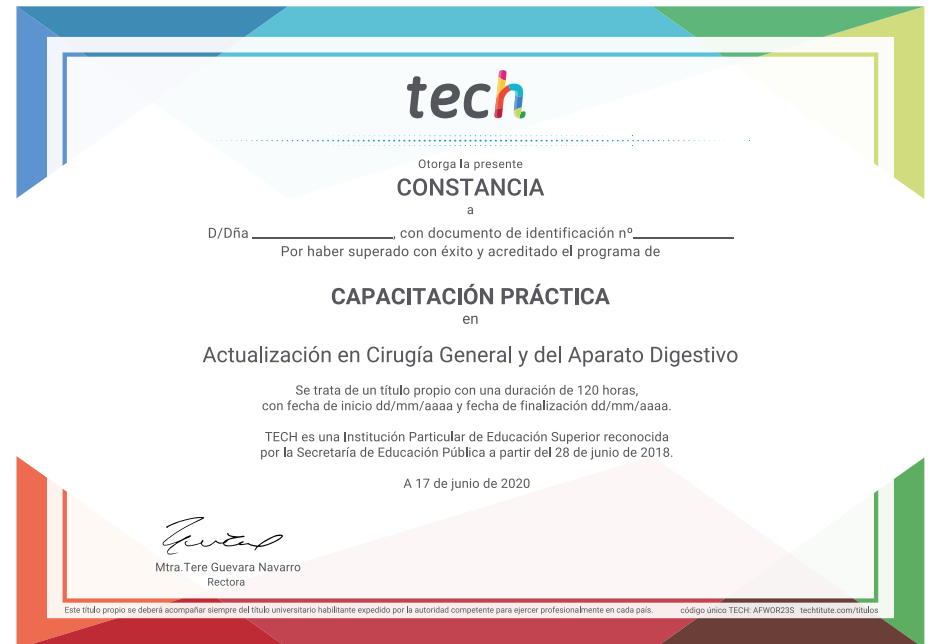 tech
Otorga la presente
CONSTANCIA
a
D/Dña _________________, con documento de identificación nº____________
Por haber superado con éxito y acreditado el programa de
CAPACITACIÓN PRÁCTICA
en
Actualización en Cirugía General y del Aparato Digestivo
Se trata de un título propio con una duración de 120 horas,
con fecha de inicio dd/mm/aaaa y fecha de finalización dd/mm/aaaa.
TECH es una Institución Particular de Educación Superior reconocida
por la Secretaría de Educación Pública a partir del 28 de junio de 2018.
A 17 de junio de 2020
Mtra.Tere Guevara Navarro
Rectora
Este título propio se deberá acompañar siempre del título universitario habilitante expedido por la autoridad competente para ejercer profesionalmente en cada país. código único TECH: AFWOR23S techtitute.com/titulos